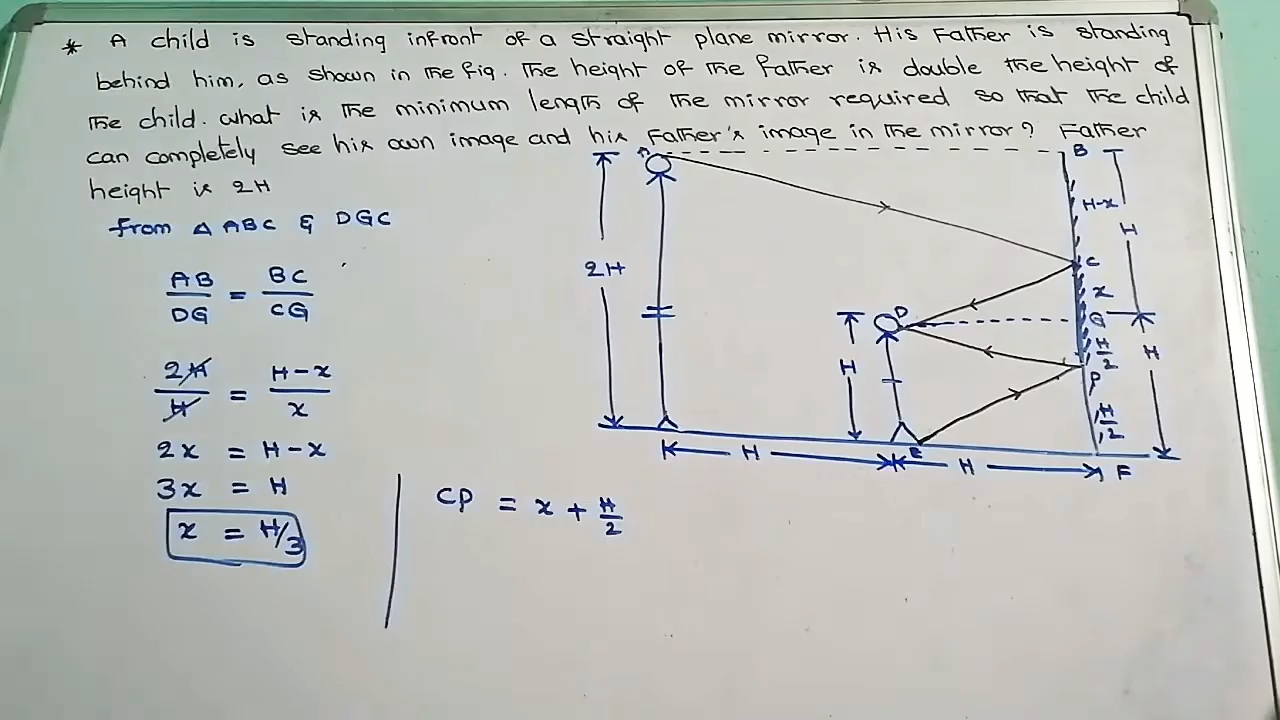 * A child is standing infront of a straight plane mirror. His Father is standing
behind him, as shown in the fig. The height of the father is double the height of
the child. what is the minimum length of the mirror required so that the child
can completely see his own image and his Father's image in the mirror? Father
height is 2H
from △ ABC & DGC
AB/DG = BC/CG
2H/H = H-x/x
2x = H-x
3x = H
x = H/3
CP = x + H/2
A
B
H-x
H
2H
C
x
D
G
H
H/2
H
P
H/2
E
H
H
F